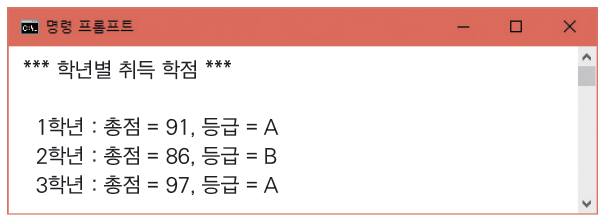 명령 프롬프트
*** 학년별 취득 학점 ***
1학년 : 총점 = 91, 등급 = A
2학년 : 총점 = 86, 등급 = B
3학년 : 총점 = 97, 등급 = A